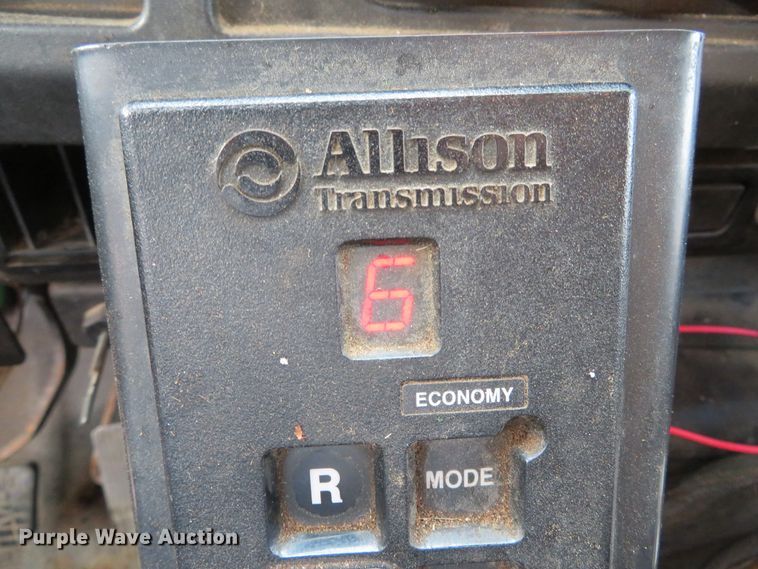 Allison
Transmission
6
ECONOMY
R
MODE
Purple Wave Auction